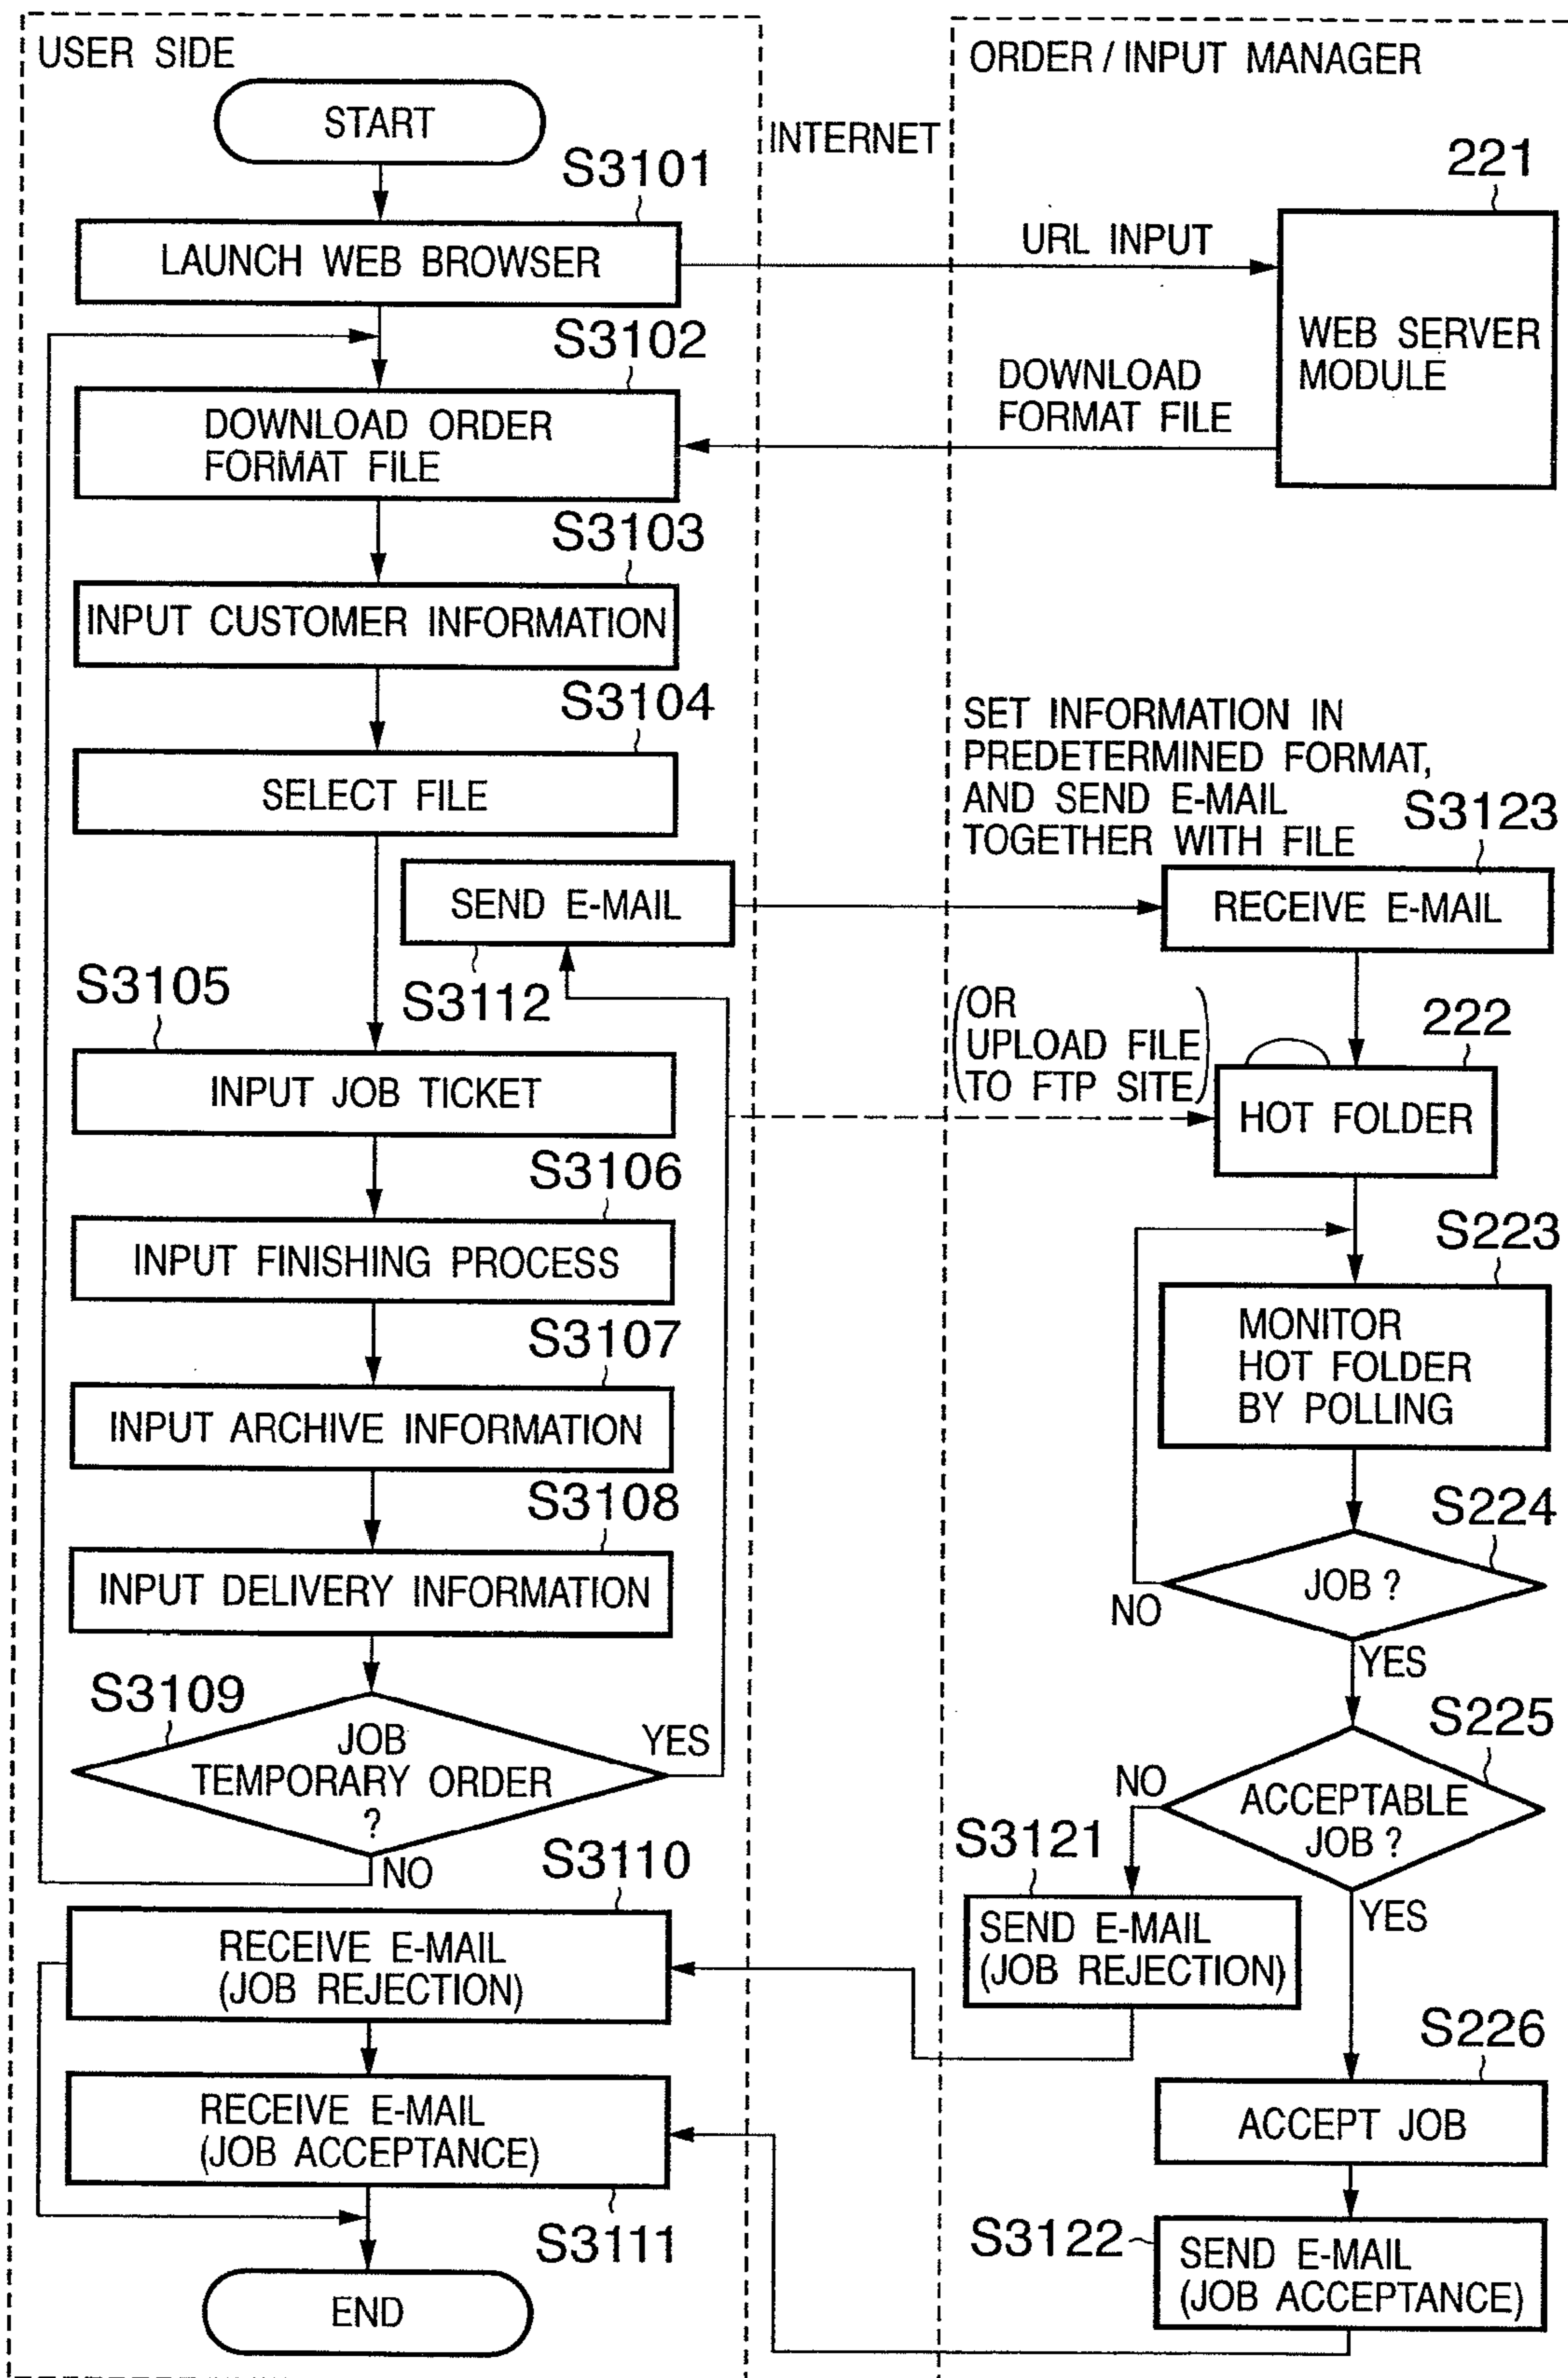 USER SIDE
START
S3101
LAUNCH WEB BROWSER
S3102
DOWNLOAD ORDER
FORMAT FILE
S3103
INPUT CUSTOMER INFORMATION
S3104
SELECT FILE
SEND E-MAIL
S3112
S3105
INPUT JOB TICKET
S3106
INPUT FINISHING PROCESS
S3107
INPUT ARCHIVE INFORMATION
S3108
INPUT DELIVERY INFORMATION
S3109
JOB
TEMPORARY ORDER
?
YES
NO
S3110
RECEIVE E-MAIL
(JOB REJECTION)
RECEIVE E-MAIL
(JOB ACCEPTANCE)
S3111
END
INTERNET
ORDER / INPUT MANAGER
221
URL INPUT
WEB SERVER
MODULE
DOWNLOAD
FORMAT FILE
SET INFORMATION IN
PREDETERMINED FORMAT,
AND SEND E-MAIL
TOGETHER WITH FILE
S3123
RECEIVE E-MAIL
(OR
UPLOAD FILE
TO FTP SITE)
222
HOT FOLDER
S223
MONITOR
HOT FOLDER
BY POLLING
S224
JOB ?
NO
YES
S225
ACCEPTABLE
JOB ?
NO
YES
S3121
SEND E-MAIL
(JOB REJECTION)
S226
ACCEPT JOB
S3122
SEND E-MAIL
(JOB ACCEPTANCE)